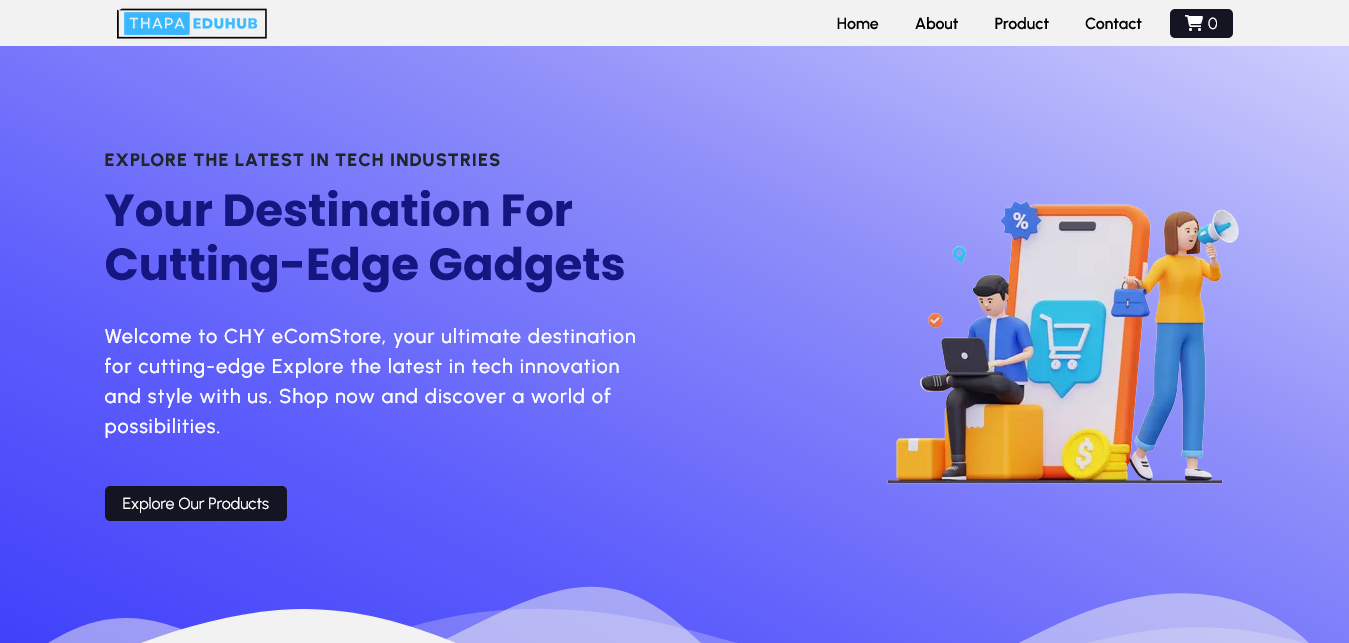 THAPA EDUHUB
Home About Product Contact 0
EXPLORE THE LATEST IN TECH INDUSTRIES
Your Destination For
Cutting-Edge Gadgets
Welcome to CHY eComStore, your ultimate destination
for cutting-edge Explore the latest in tech innovation
and style with us. Shop now and discover a world of
possibilities.
Explore Our Products
%
$